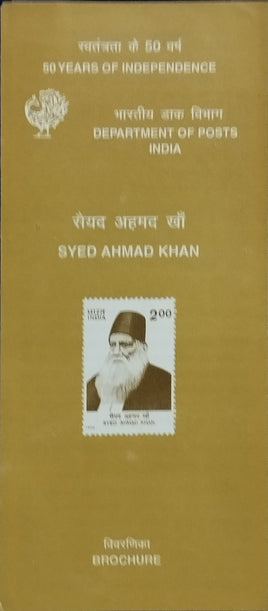 स्वतंत्रता के 50 वर्ष
50 YEARS OF INDEPENDENCE
भारतीय डाक विभाग
DEPARTMENT OF POSTS
INDIA
सैयद अहमद खाँ
SYED AHMAD KHAN
भारत 2.00
INDIA
सैयद अहमद खाँ
SYED AHMAD KHAN
विवरणिका
BROCHURE